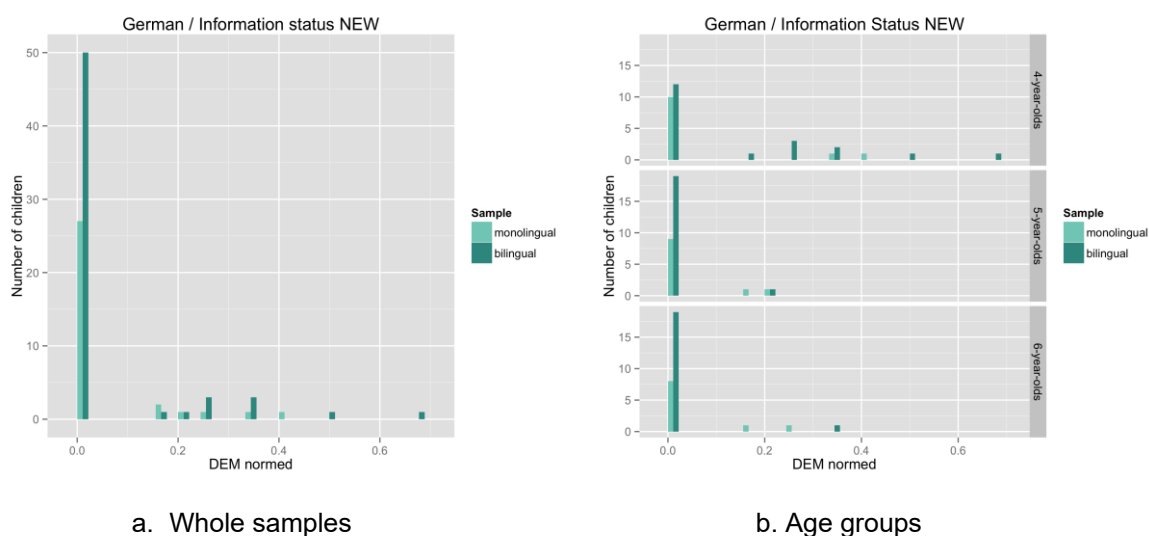 German / Information status NEW
50
40
30
20
10
0
Number of children
0.0 0.2 0.4 0.6
DEM normed
Sample
monolingual
bilingual
a. Whole samples
German / Information Status NEW
15
10
5
0
4-year-olds
15
10
5
0
5-year-olds
15
10
5
0
6-year-olds
Number of children
0.0 0.2 0.4 0.6
DEM normed
Sample
monolingual
bilingual
b. Age groups